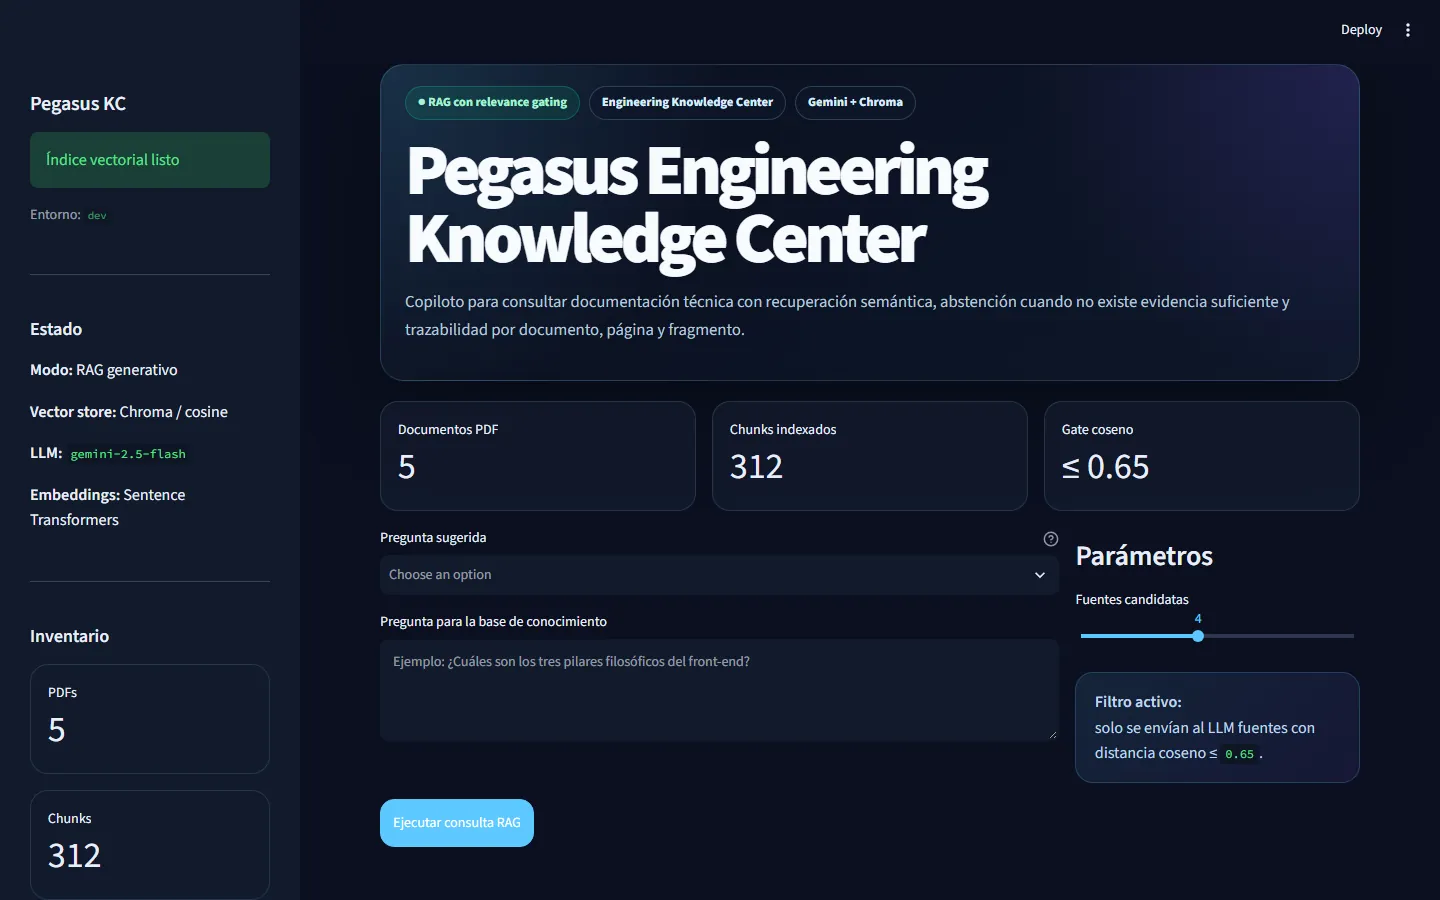 Deploy
Pegasus KC
Índice vectorial listo
Entorno: dev
Estado
Modo: RAG generativo
Vector store: Chroma / cosine
LLM: gemini-2.5-flash
Embeddings: Sentence
Transformers
Inventario
PDFs
5
Chunks
312
RAG con relevance gating
Engineering Knowledge Center
Gemini + Chroma
Pegasus Engineering
Knowledge Center
Copiloto para consultar documentación técnica con recuperación semántica, abstención cuando no existe evidencia suficiente y
trazabilidad por documento, página y fragmento.
Documentos PDF
5
Chunks indexados
312
Gate coseno
≤ 0.65
Pregunta sugerida
Choose an option
Pregunta para la base de conocimiento
Ejemplo: ¿Cuáles son los tres pilares filosóficos del front-end?
Ejecutar consulta RAG
Parámetros
Fuentes candidatas
4
Filtro activo:
solo se envían al LLM fuentes con
distancia coseno ≤ 0.65 .